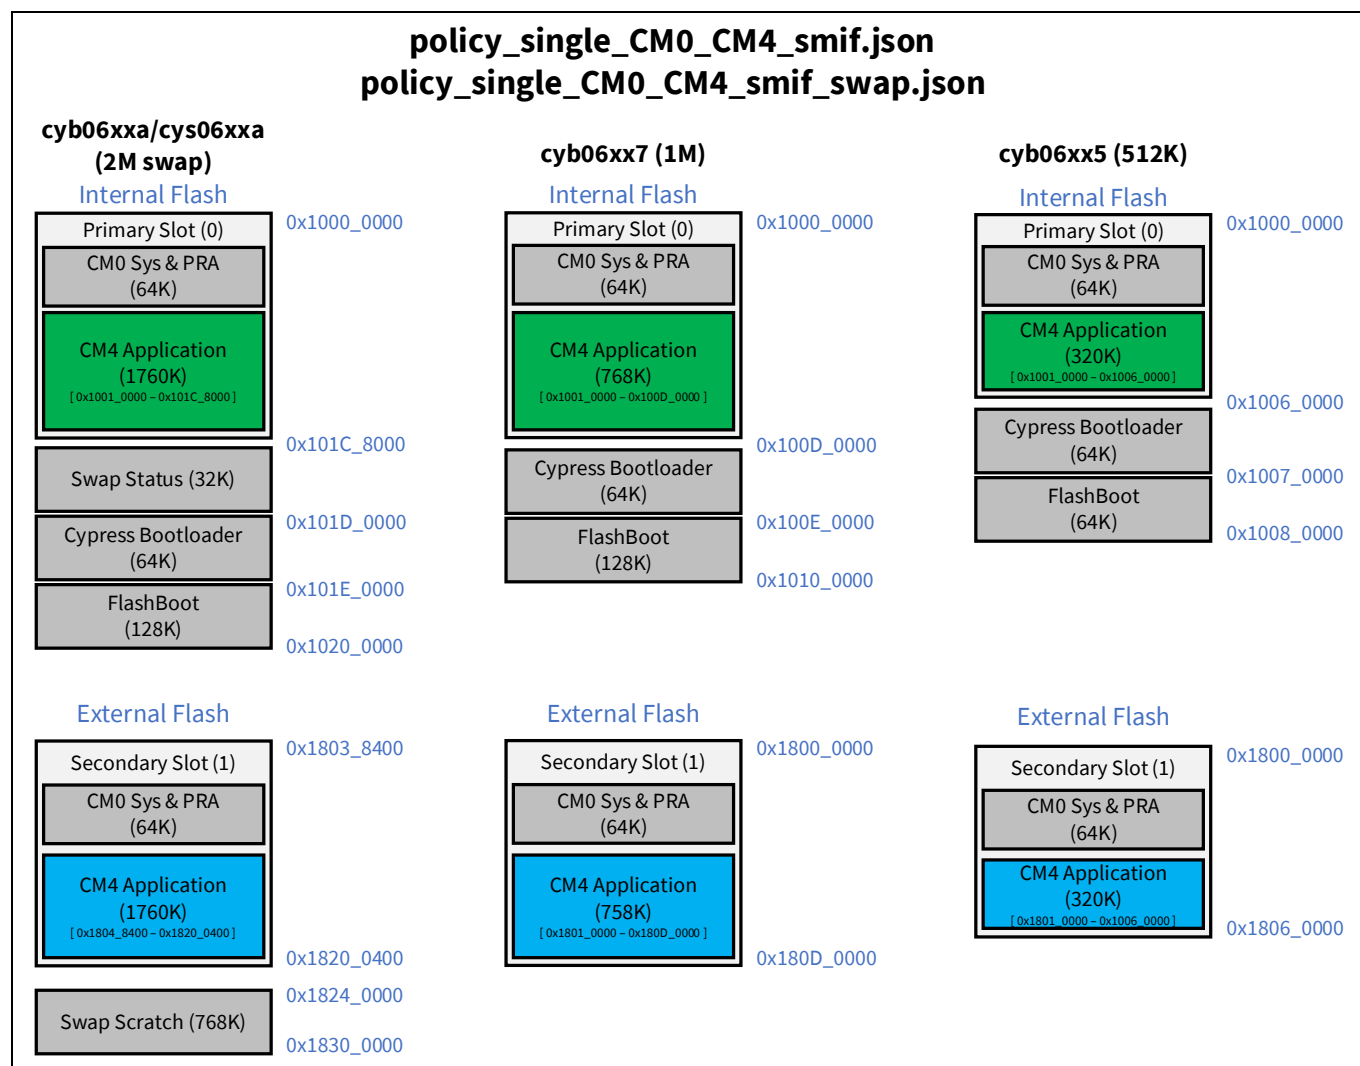 policy_single_CM0_CM4_smif.json
policy_single_CM0_CM4_smif_swap.json
cyb06xxa/cys06xxa
(2M swap)
Internal Flash
Primary Slot (0)
0x1000_0000
CM0 Sys & PRA
(64K)
CM4 Application
(1760K)
[ 0x1001_0000 – 0x101C_8000 ]
0x101C_8000
Swap Status (32K)
0x101D_0000
Cypress Bootloader
(64K)
0x101E_0000
FlashBoot
(128K)
0x1020_0000
External Flash
0x1803_8400
Secondary Slot (1)
CM0 Sys & PRA
(64K)
CM4 Application
(1760K)
[ 0x1804_8400 – 0x1820_0400 ]
0x1820_0400
0x1824_0000
Swap Scratch (768K)
0x1830_0000
cyb06xx7 (1M)
Internal Flash
Primary Slot (0)
0x1000_0000
CM0 Sys & PRA
(64K)
CM4 Application
(768K)
[ 0x1001_0000 – 0x100D_0000 ]
0x100D_0000
Cypress Bootloader
(64K)
0x100E_0000
FlashBoot
(128K)
0x1010_0000
External Flash
0x1800_0000
Secondary Slot (1)
CM0 Sys & PRA
(64K)
CM4 Application
(758K)
[ 0x1801_0000 – 0x180D_0000 ]
0x180D_0000
cyb06xx5 (512K)
Internal Flash
0x1000_0000
Primary Slot (0)
CM0 Sys & PRA
(64K)
CM4 Application
(320K)
[ 0x1001_0000 – 0x1006_0000 ]
0x1006_0000
Cypress Bootloader
(64K)
0x1007_0000
FlashBoot
(64K)
0x1008_0000
External Flash
0x1800_0000
Secondary Slot (1)
CM0 Sys & PRA
(64K)
CM4 Application
(320K)
[ 0x1801_0000 – 0x1006_0000 ]
0x1806_0000